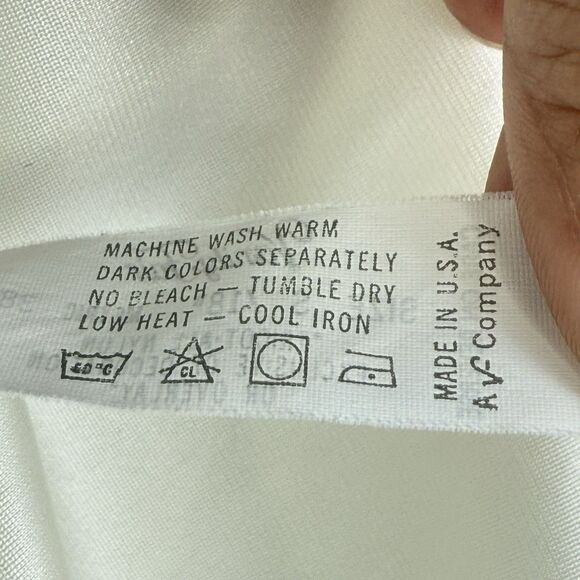 MACHINE WASH WARM
DARK COLORS SEPARATELY
NO BLEACH — TUMBLE DRY
LOW HEAT — COOL IRON
40°C
CL
MADE IN U.S.A.
A VF Company